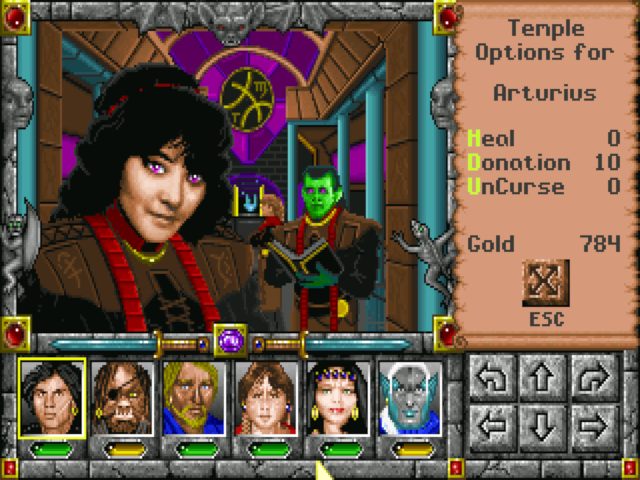 Temple
Options for
Arturius
Heal 0
Donation 10
UnCurse 0
Gold 784
ESC